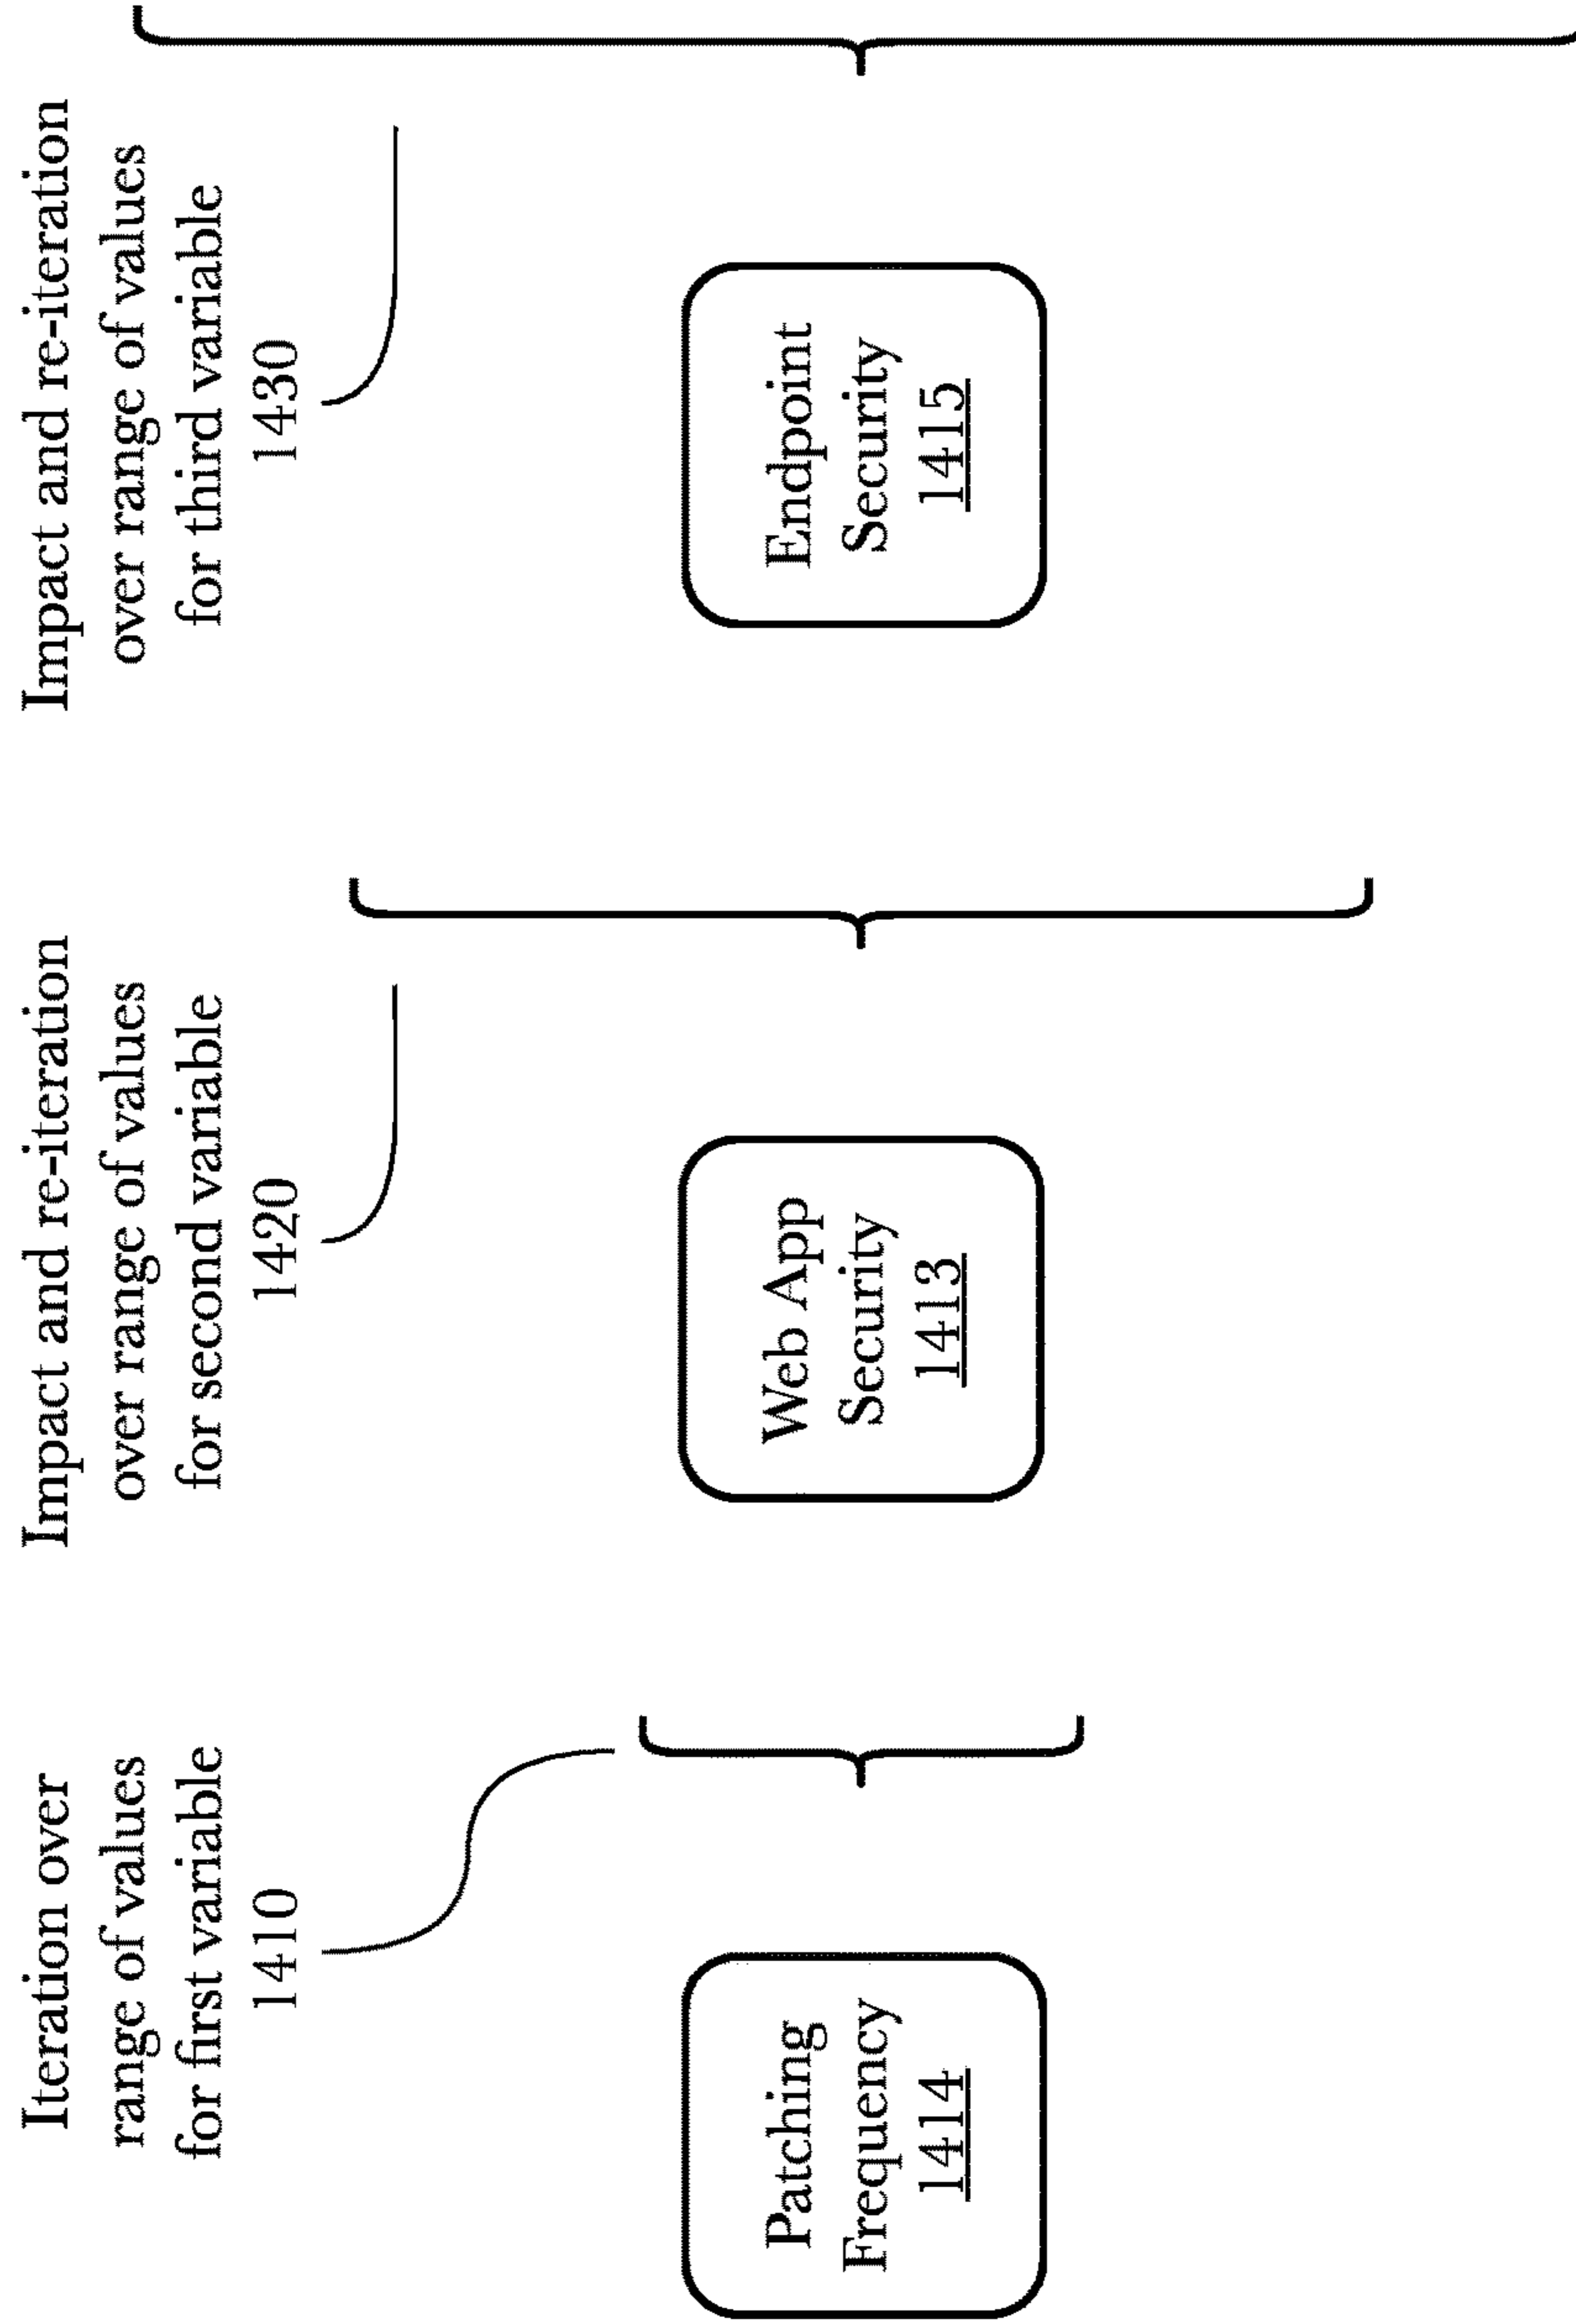 Iteration over
range of values
for first variable
1410
Impact and re-iteration
over range of values
for second variable
1420
Impact and re-iteration
over range of values
for third variable
1430
Patching
Frequency
1414
Web App
Security
1413
Endpoint
Security
1415